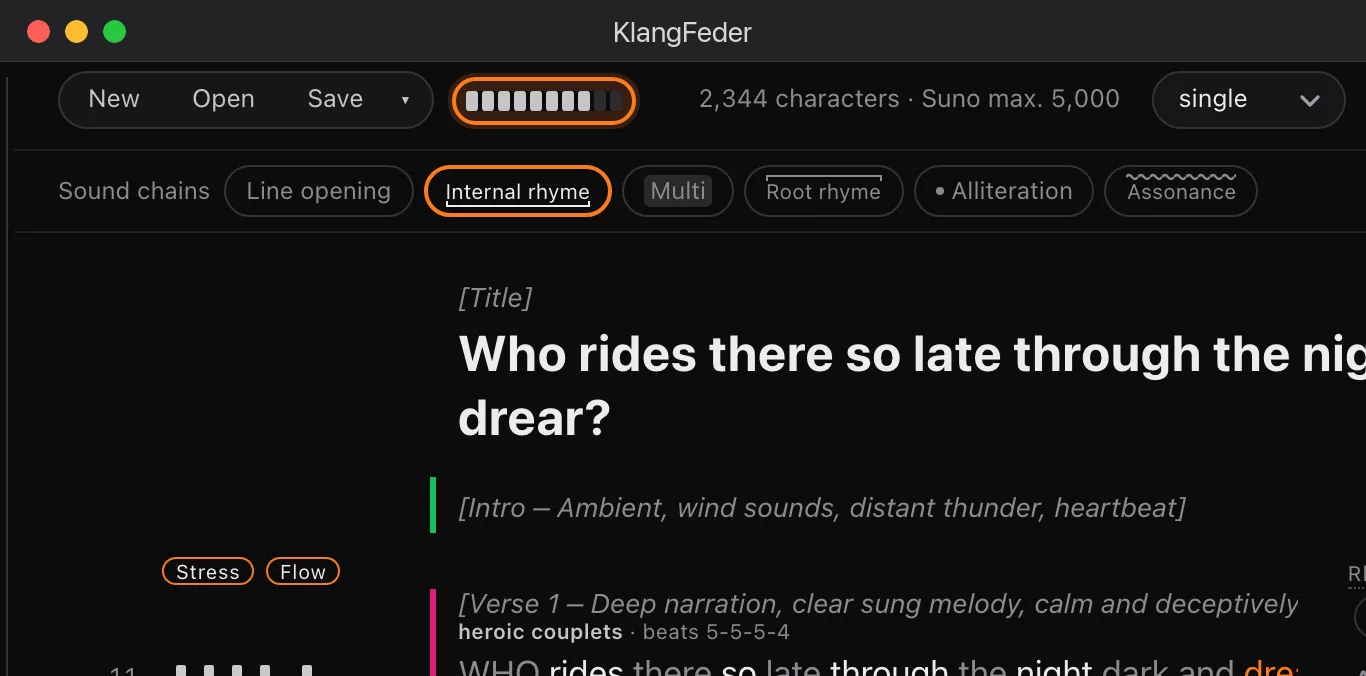 KlangFeder
New Open Save ▾ 2,344 characters · Suno max. 5,000 single
Sound chains Line opening Internal rhyme Multi Root rhyme • Alliteration Assonance
[Title]
Who rides there so late through the
drear?
[Intro – Ambient, wind sounds, distant thunder, heartbeat]
Stress Flow
[Verse 1 – Deep narration, clear sung melody, calm and deceptively
heroic couplets · beats 5-5-5-4
11 WHO rides there so late through the night dark and